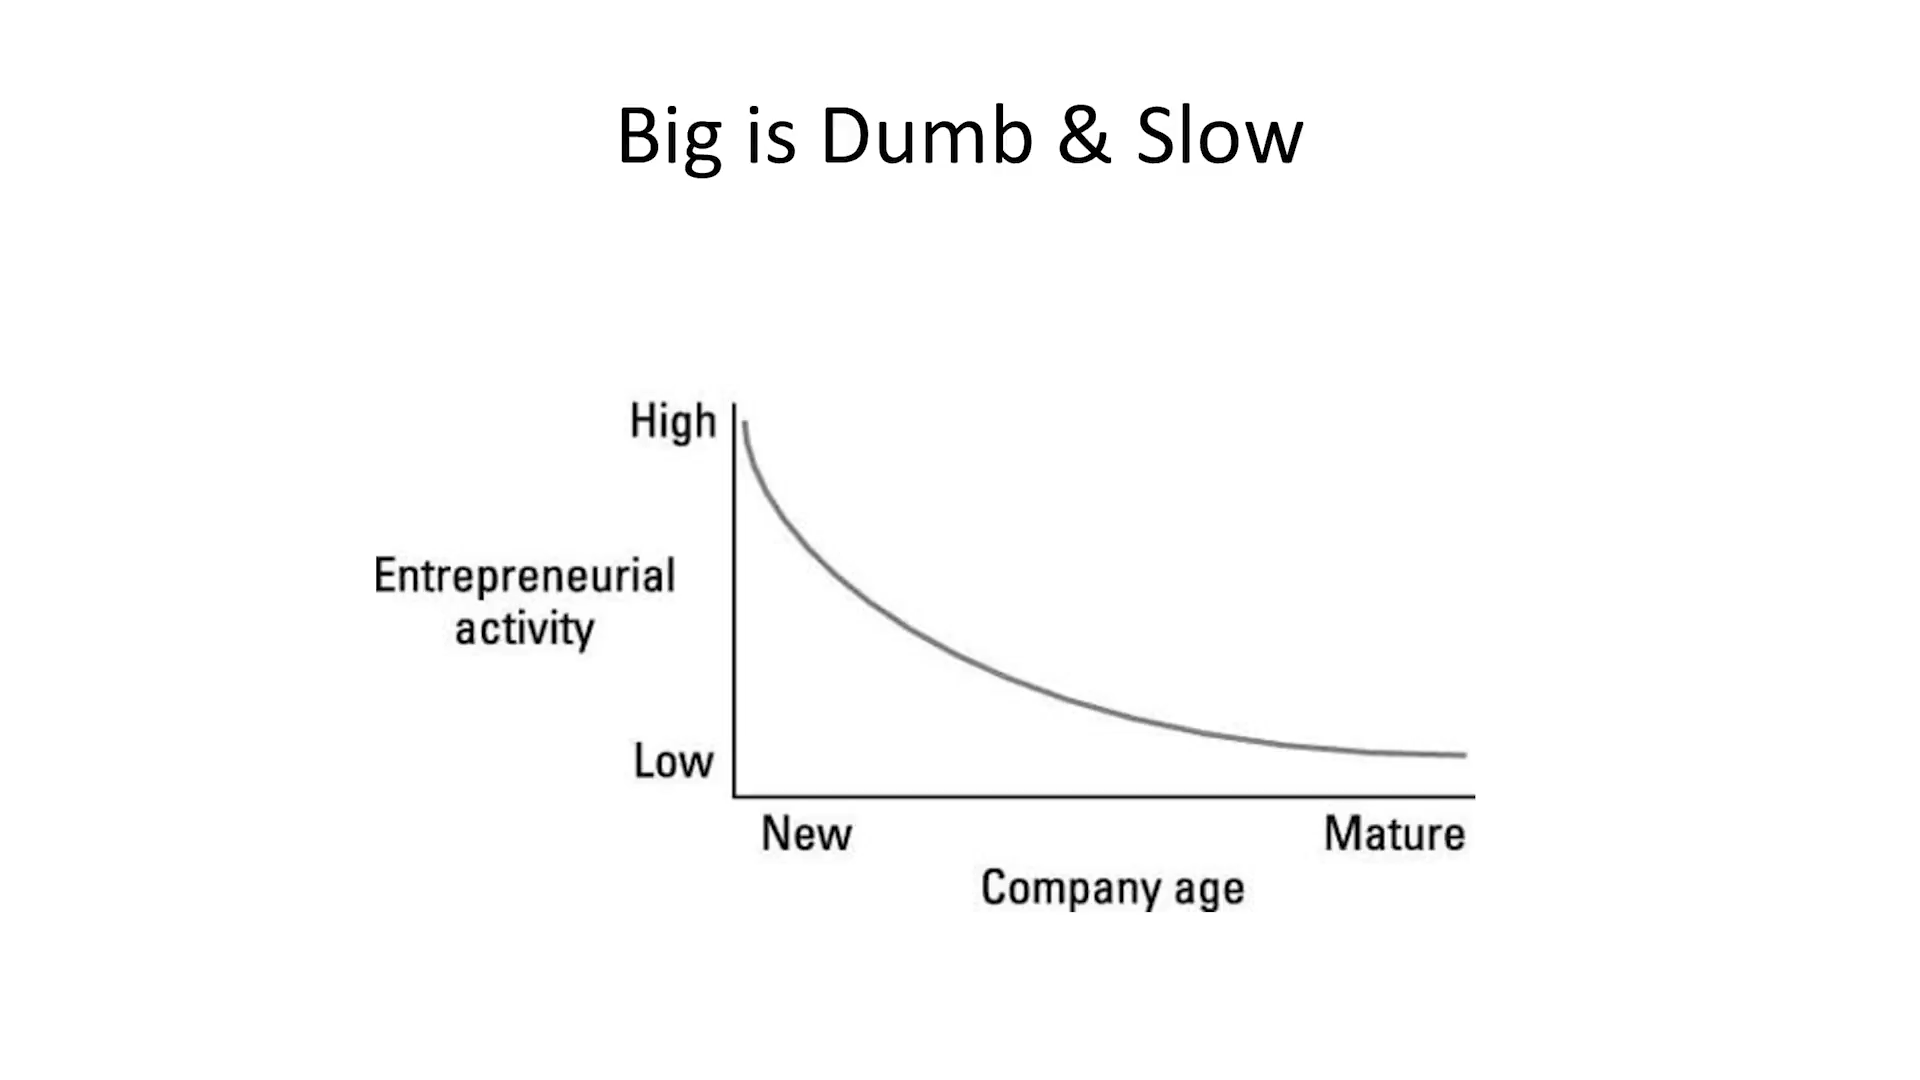 Big is Dumb & Slow
High
Entrepreneurial
activity
Low
New
Mature
Company age